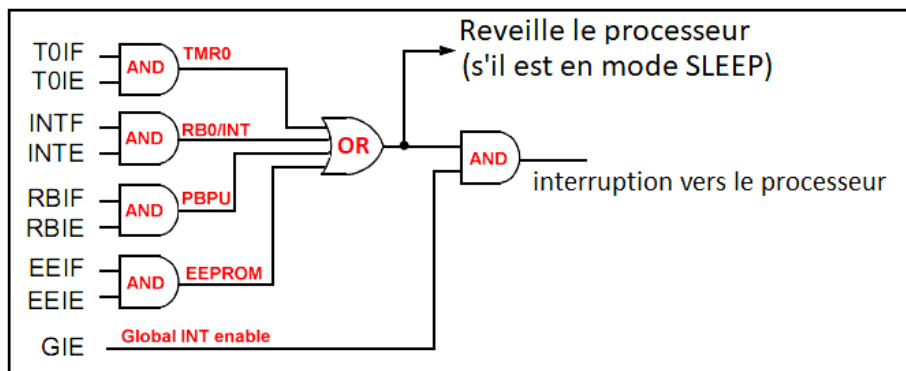 Reveille le processeur
(s'il est en mode SLEEP)
T0IF
T0IE
AND
TMR0
INTF
INTE
AND
RB0/INT
OR
AND
interruption vers le processeur
RBIF
RBIE
AND
PBPU
EEIF
EEIE
AND
EEPROM
GIE
Global INT enable